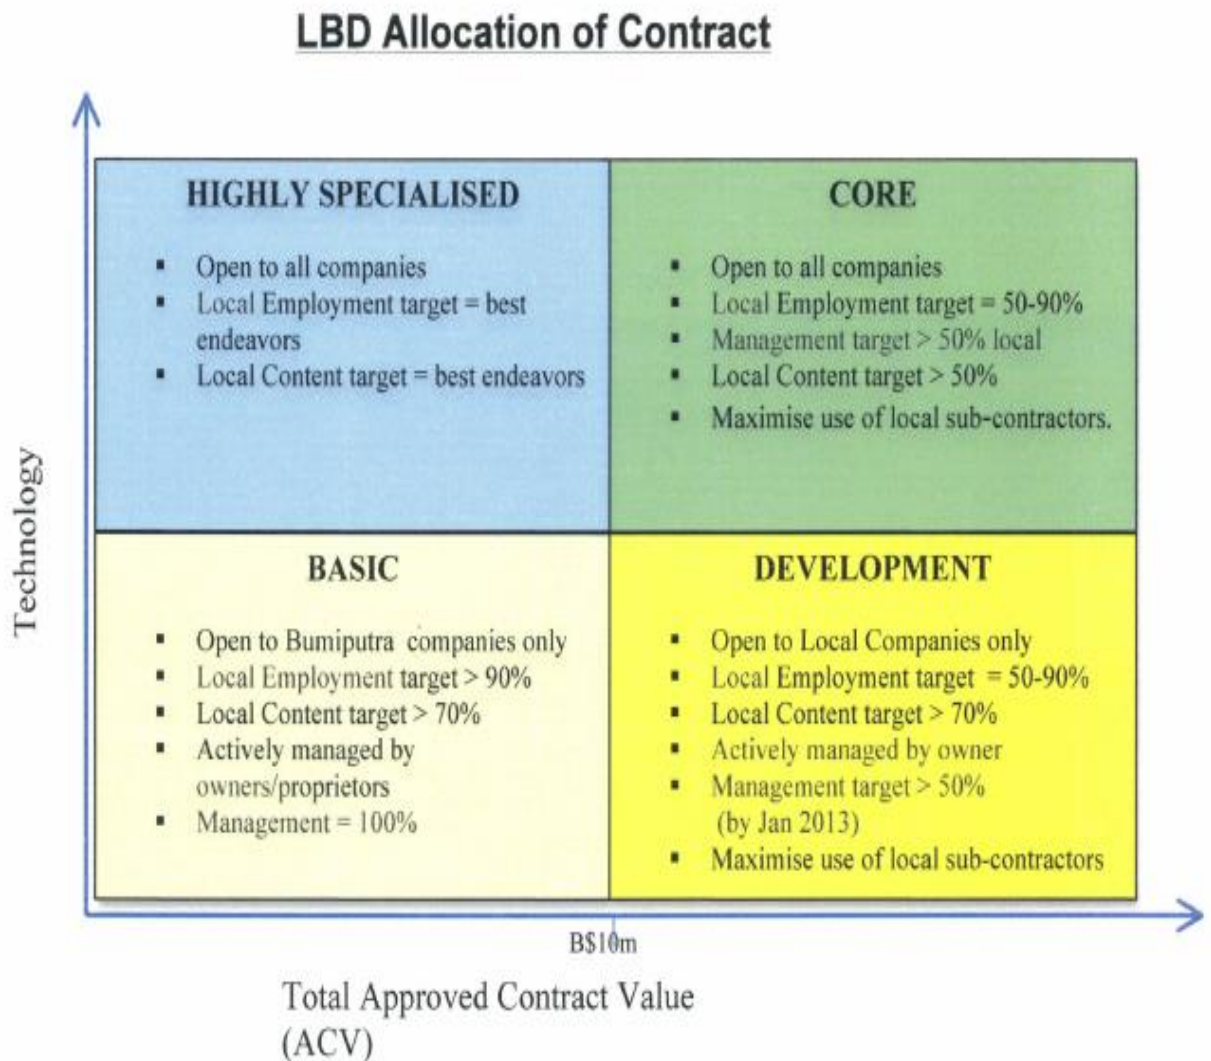 LBD Allocation of Contract
HIGHLY SPECIALISED
▪ Open to all companies
▪ Local Employment target = best
endeavors
▪ Local Content target = best endeavors
CORE
▪ Open to all companies
▪ Local Employment target = 50-90%
▪ Management target > 50% local
▪ Local Content target > 50%
▪ Maximise use of local sub-contractors.
Technology
BASIC
▪ Open to Bumiputra companies only
▪ Local Employment target > 90%
▪ Local Content target > 70%
▪ Actively managed by
owners/proprietors
▪ Management = 100%
DEVELOPMENT
▪ Open to Local Companies only
▪ Local Employment target = 50-90%
▪ Local Content target > 70%
▪ Actively managed by owner
▪ Management target > 50%
(by Jan 2013)
▪ Maximise use of local sub-contractors
B$10m
Total Approved Contract Value
(ACV)